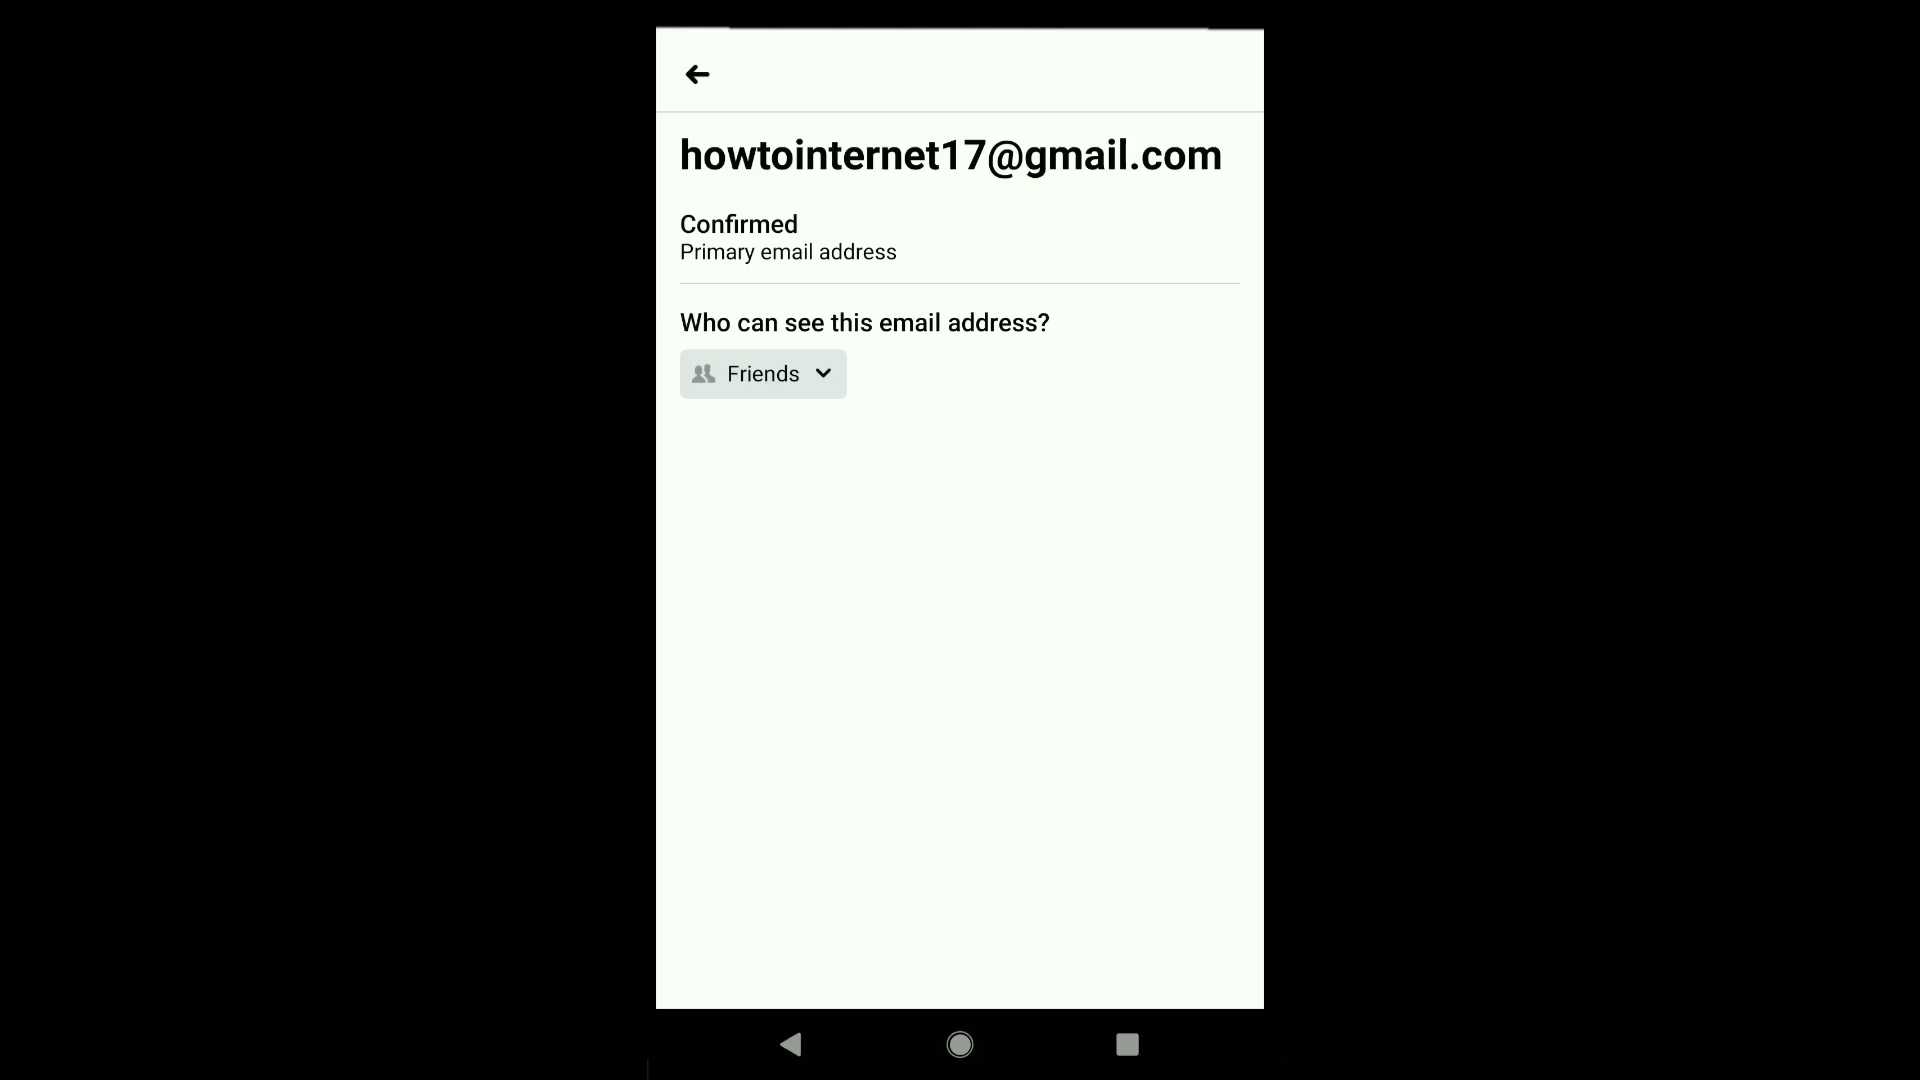 howtointernet17@gmail.com
Confirmed
Primary email address
Who can see this email address?
Friends